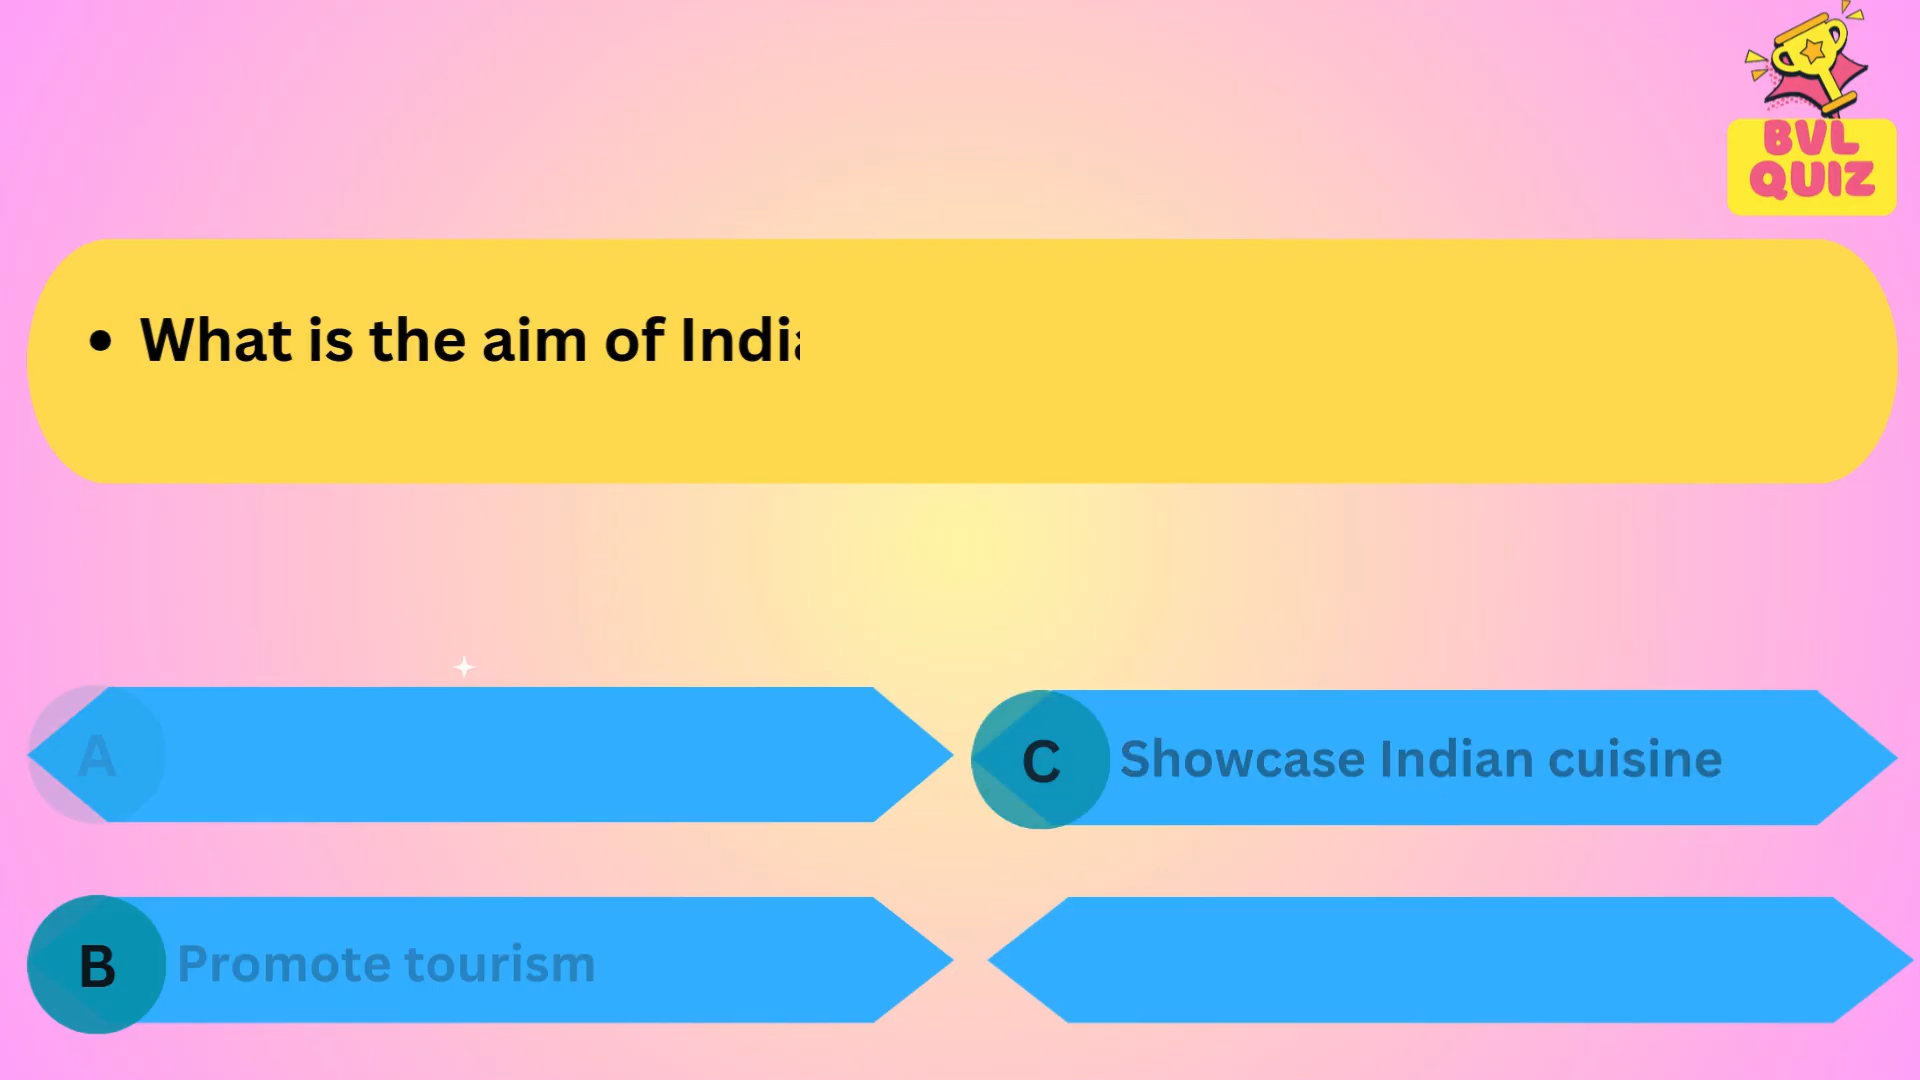 BVL
QUIZ
• What is the aim of Indi
A
C Showcase Indian cuisine
B Promote tourism